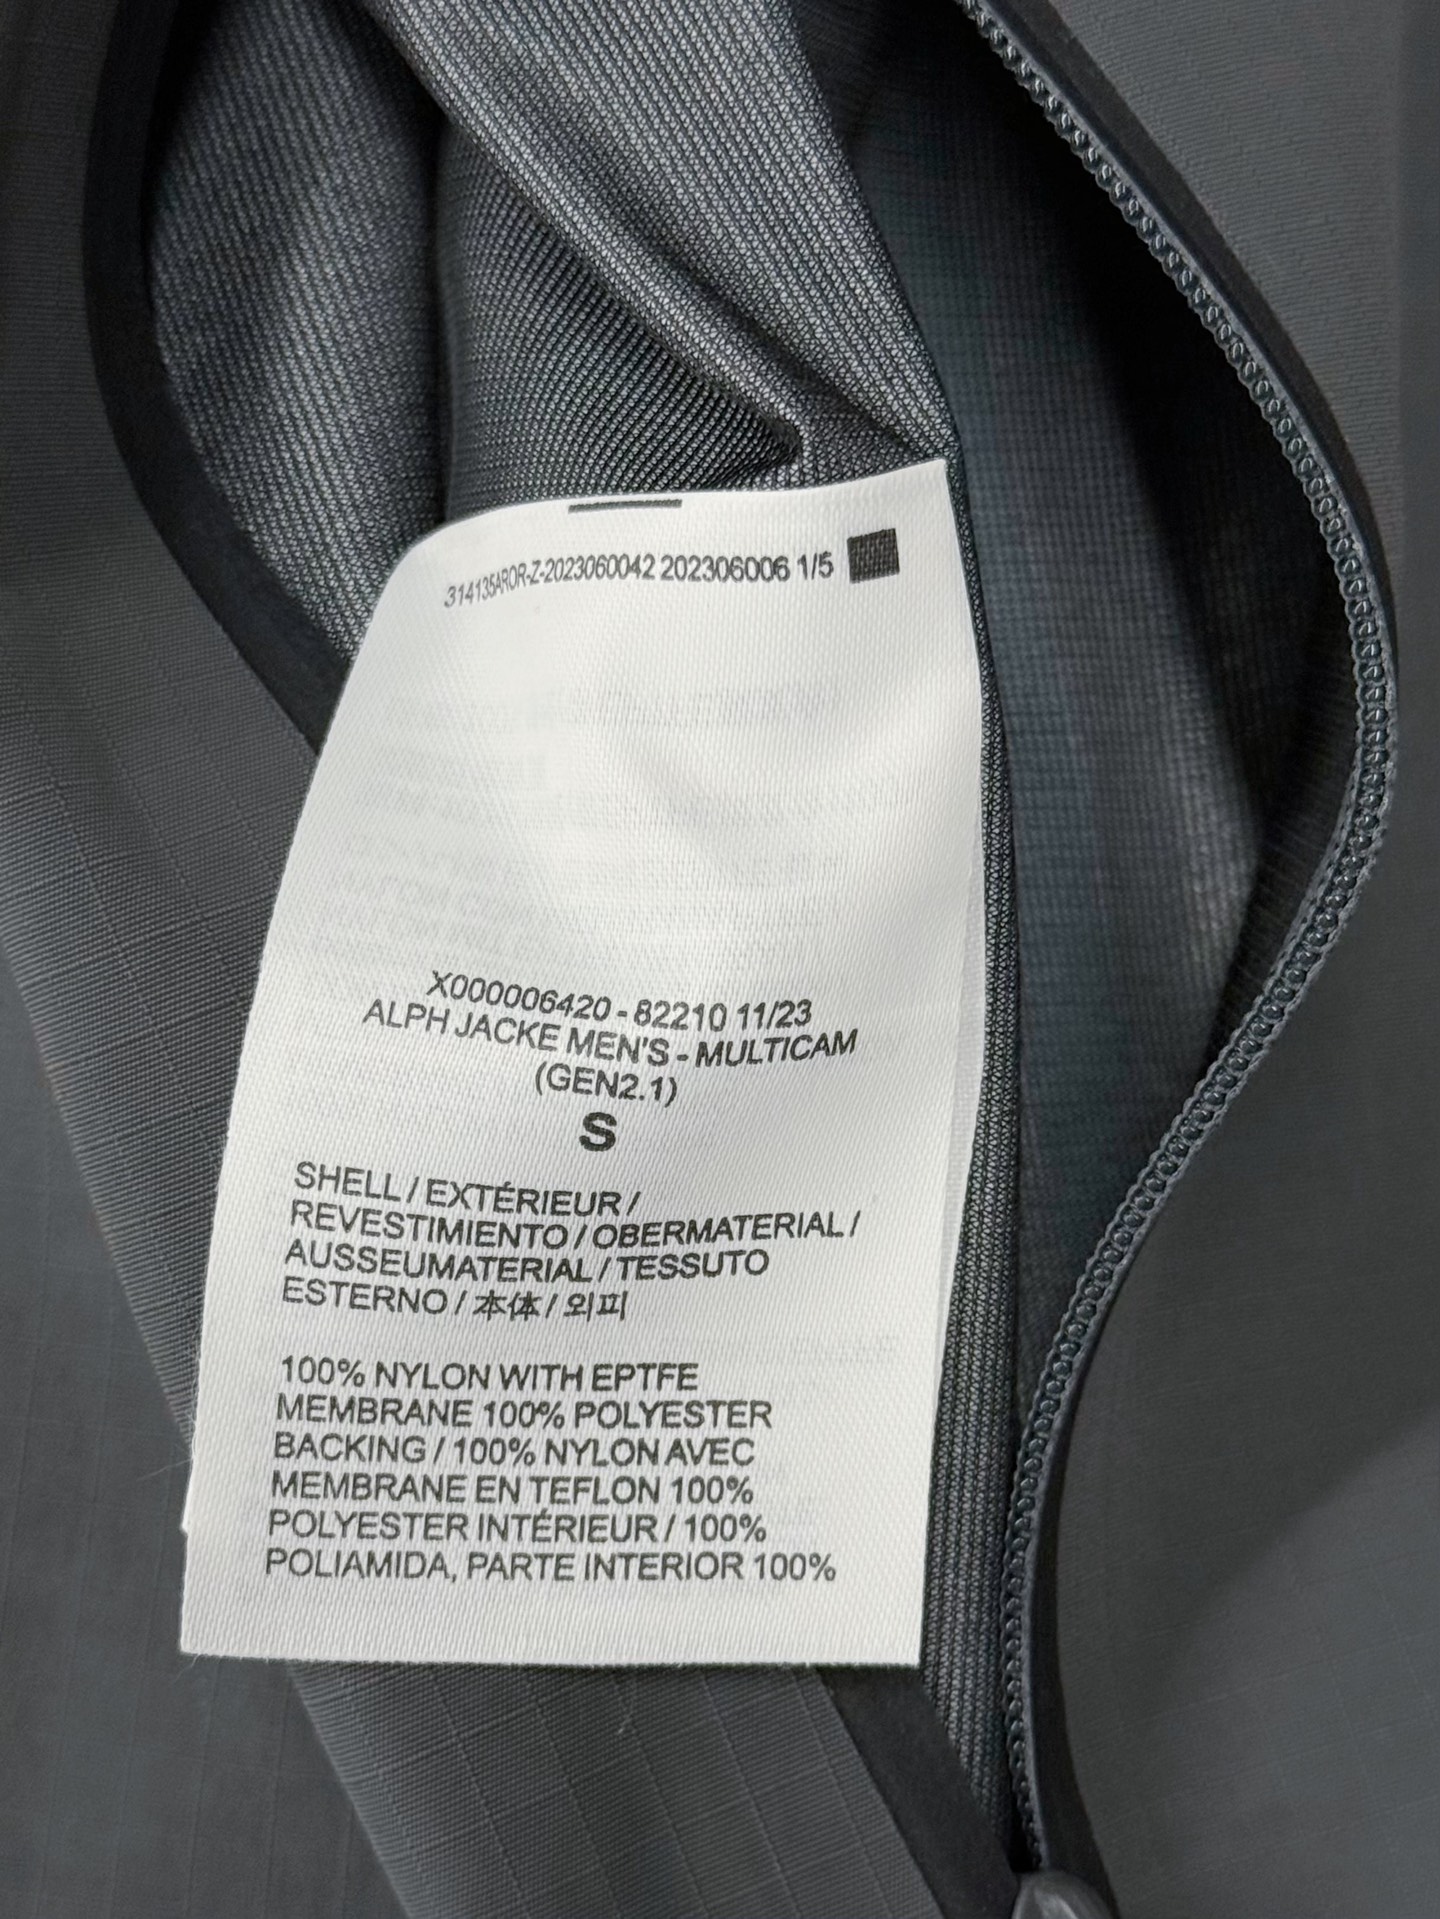 314135AROR-Z-2023060042 202306006 1/5
X000006420 - 82210 11/23
ALPH JACKE MEN'S - MULTICAM
(GEN2.1)
S
SHELL / EXTÉRIEUR /
REVESTIMIENTO / OBERMATERIAL /
AUSSEUMATERIAL / TESSUTO
ESTERNO / 本体 / 외피
100% NYLON WITH EPTFE
MEMBRANE 100% POLYESTER
BACKING / 100% NYLON AVEC
MEMBRANE EN TEFLON 100%
POLYESTER INTÉRIEUR / 100%
POLIAMIDA, PARTE INTERIOR 100%